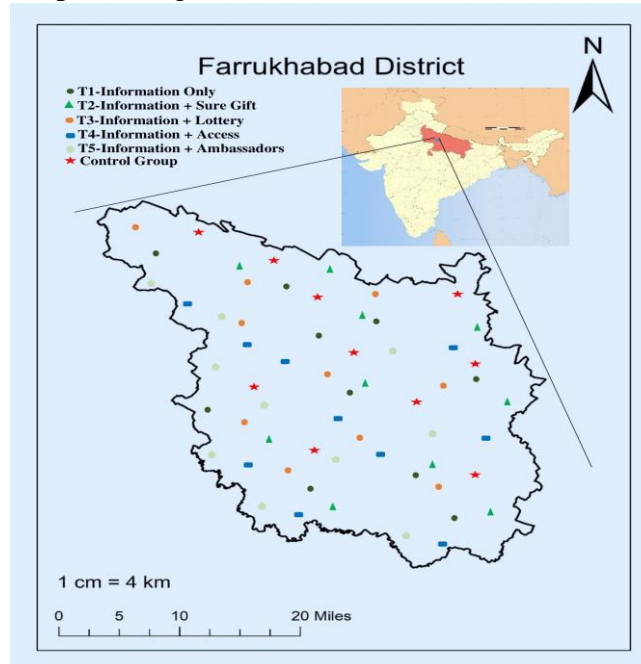 N
Farrukhabad District
T1-Information Only
T2-Information + Sure Gift
T3-Information + Lottery
T4-Information + Access
T5-Information + Ambassadors
Control Group
1 cm = 4 km
0 5 10 20 Miles